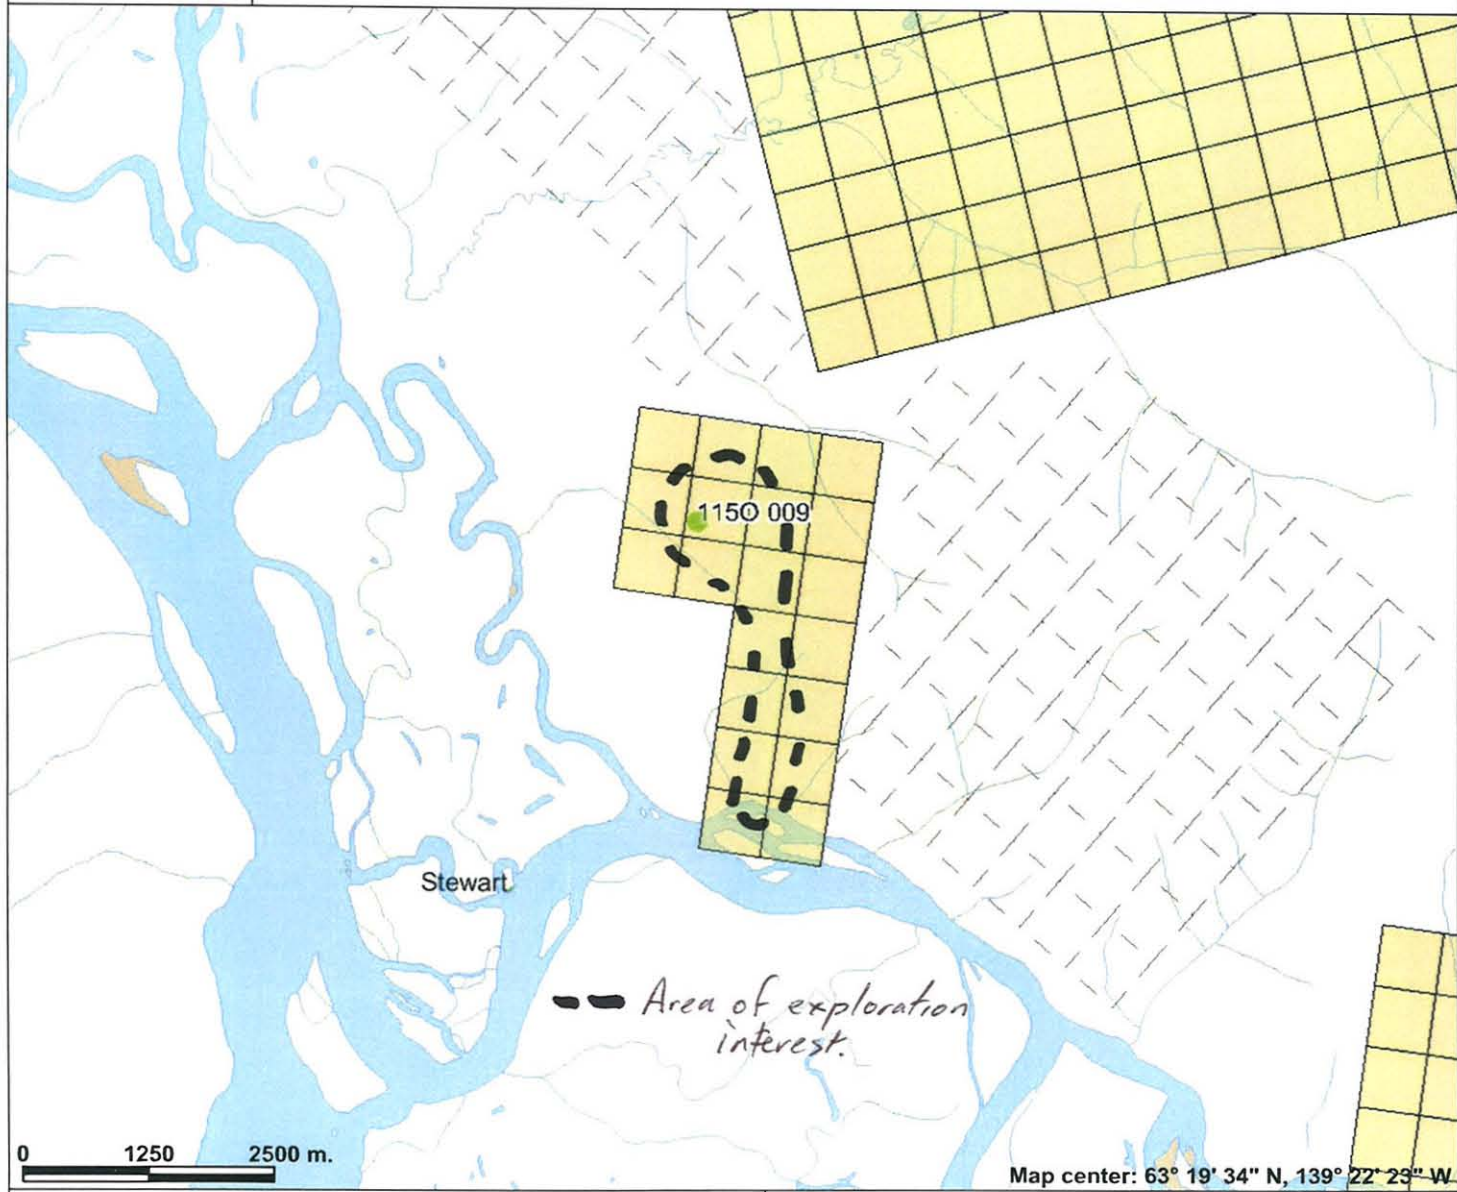 115O 009
Stewart
Area of exploration
interest.
0 1250 2500 m.
Map center: 63° 19' 34" N, 139° 22' 23" W